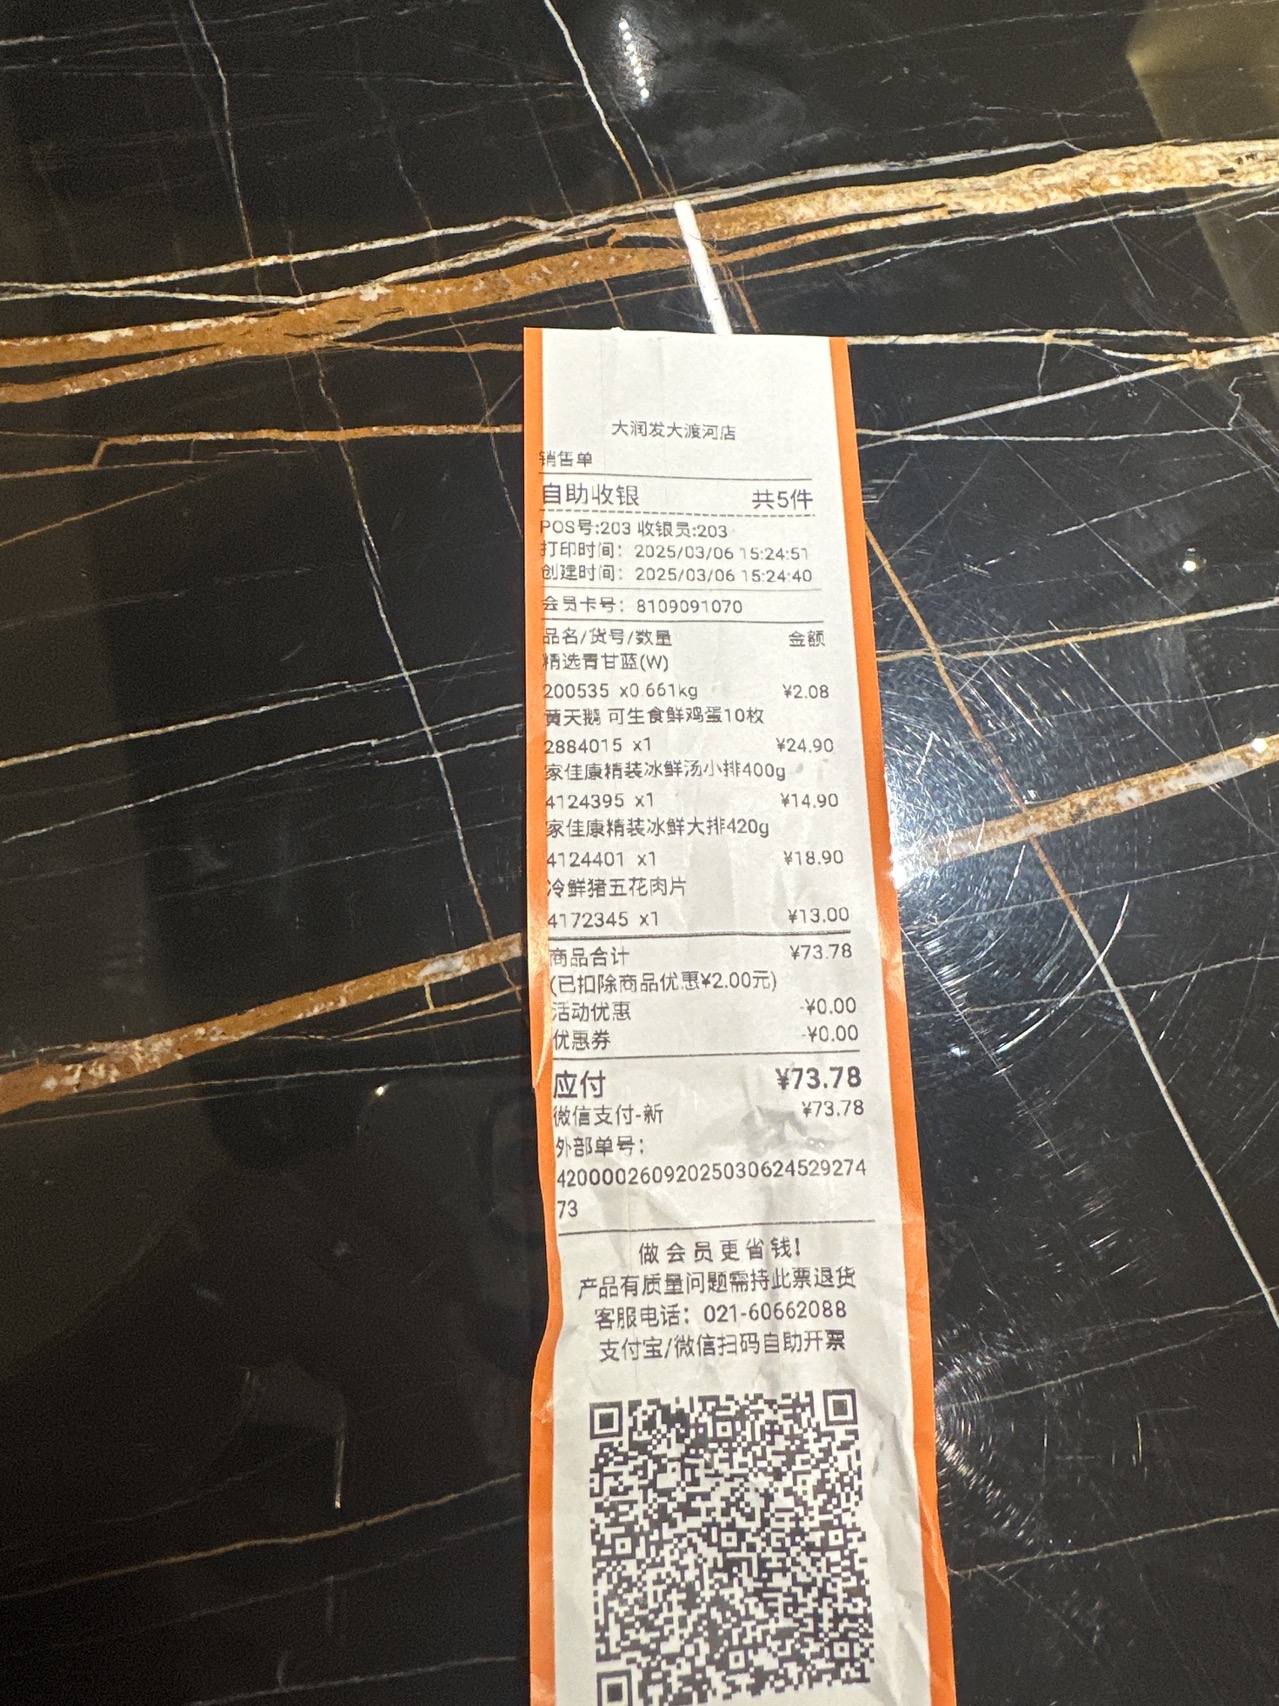 大润发大渡河店
销售单
自助收银 共5件
POS号:203 收银员:203
打印时间：2025/03/06 15:24:51
创建时间：2025/03/06 15:24:40
会员卡号：8109091070
品名/货号/数量 金额
精选青甘蓝(W)
200535 x0.661kg ¥2.08
黄天鹅 可生食鲜鸡蛋10枚
2884015 x1 ¥24.90
家佳康精装冰鲜汤小排400g
4124395 x1 ¥14.90
家佳康精装冰鲜大排420g
4124401 x1 ¥18.90
冷鲜猪五花肉片
4172345 x1 ¥13.00
商品合计 ¥73.78
(已扣除商品优惠¥2.00元)
活动优惠 -¥0.00
优惠券 -¥0.00
应付 ¥73.78
微信支付-新 ¥73.78
外部单号：
42000026092025030624529274
73
做会员更省钱!
产品有质量问题需持此票退货
客服电话：021-60662088
支付宝/微信扫码自助开票